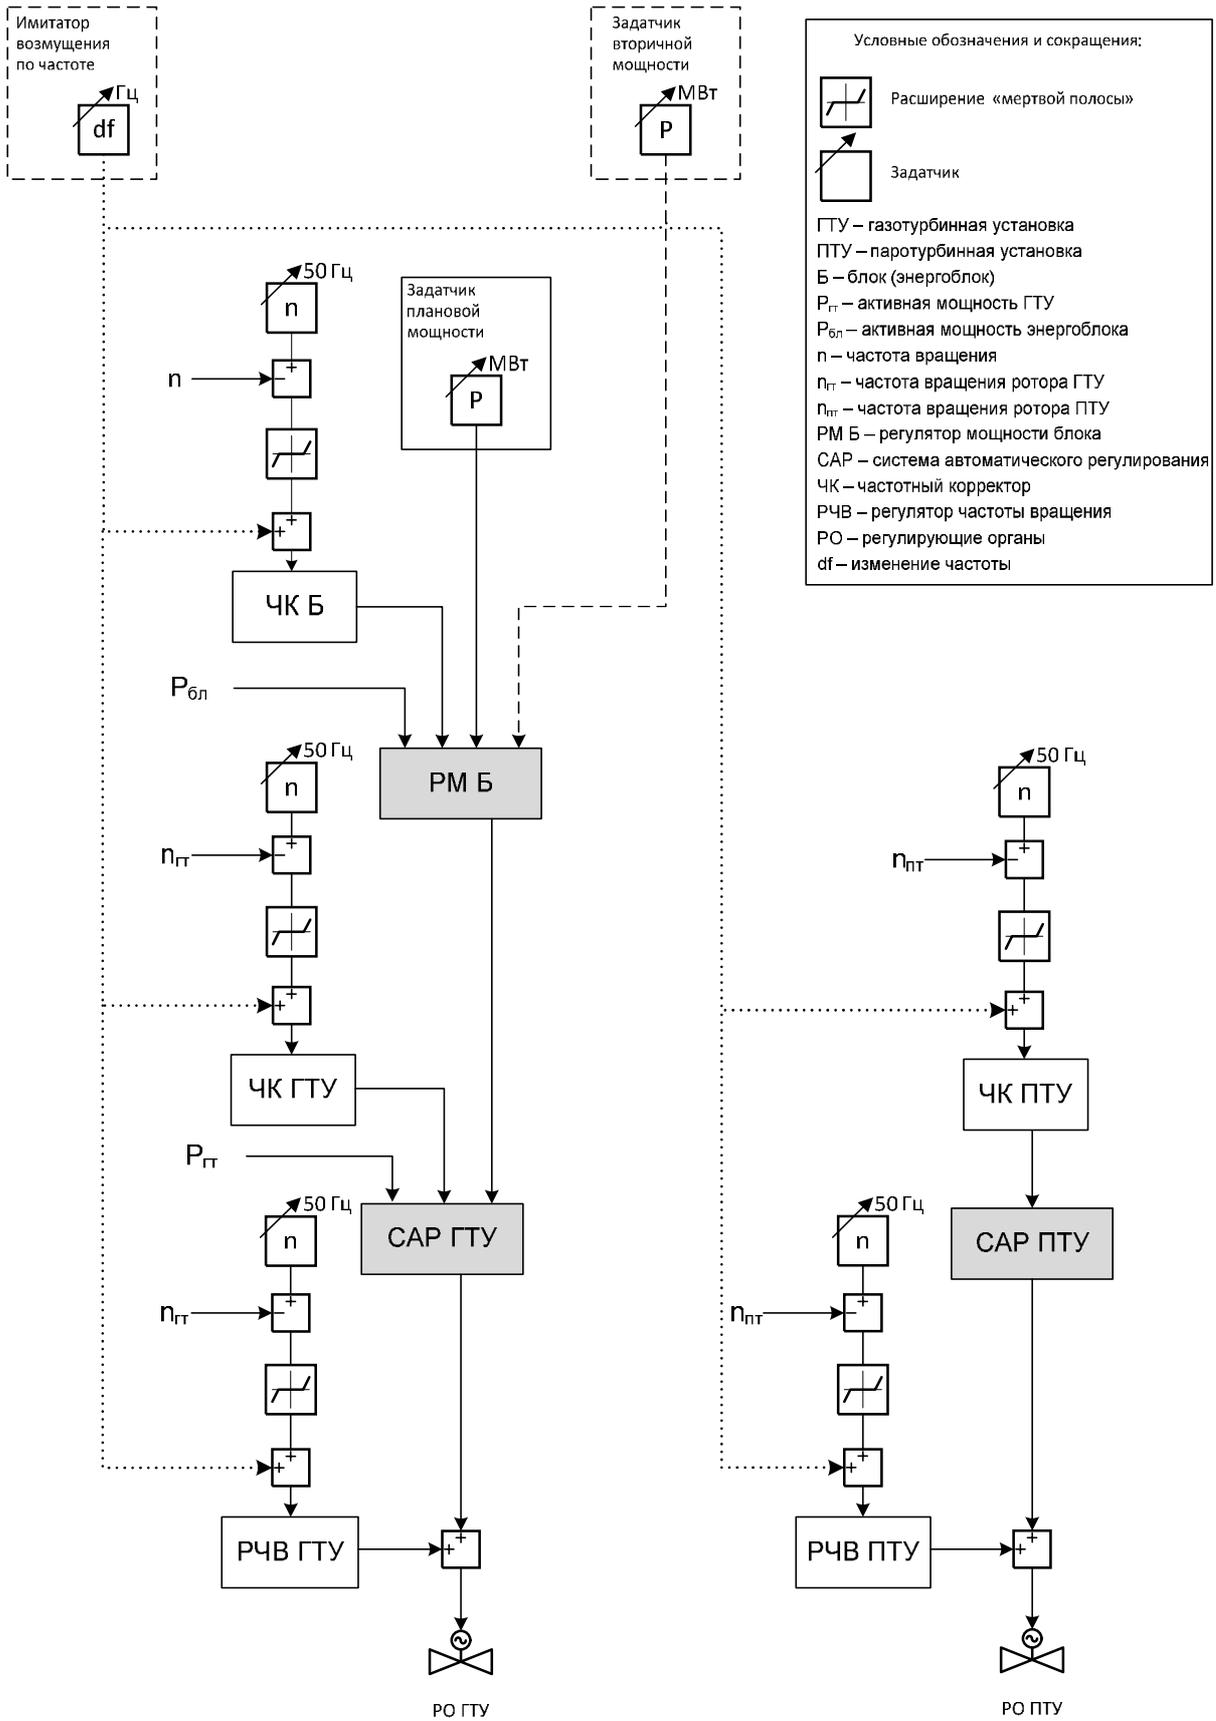 Имитатор
возмущения
по частоте
Гц
df
Задатчик
вторичной
мощности
МВт
P
Условные обозначения и сокращения:
Расширение «мертвой полосы»
Задатчик
ГТУ – газотурбинная установка
ПТУ – паротурбинная установка
Б – блок (энергоблок)
Pгт – активная мощность ГТУ
Pбл – активная мощность энергоблока
n – частота вращения
nгт – частота вращения ротора ГТУ
nпт – частота вращения ротора ПТУ
РМ Б – регулятор мощности блока
САР – система автоматического регулирования
ЧК – частотный корректор
РЧВ – регулятор частоты вращения
РО – регулирующие органы
df – изменение частоты
50 Гц
n
+
n
−
+
+
ЧК Б
Задатчик
плановой
мощности
МВт
P
Pбл
РМ Б
50 Гц
n
+
nгт
−
+
+
ЧК ГТУ
Pгт
САР ГТУ
50 Гц
n
+
nгт
−
+
+
РЧВ ГТУ
+
+
РО ГТУ
50 Гц
n
+
nпт
−
+
+
ЧК ПТУ
САР ПТУ
50 Гц
n
+
nпт
−
+
+
РЧВ ПТУ
+
+
РО ПТУ